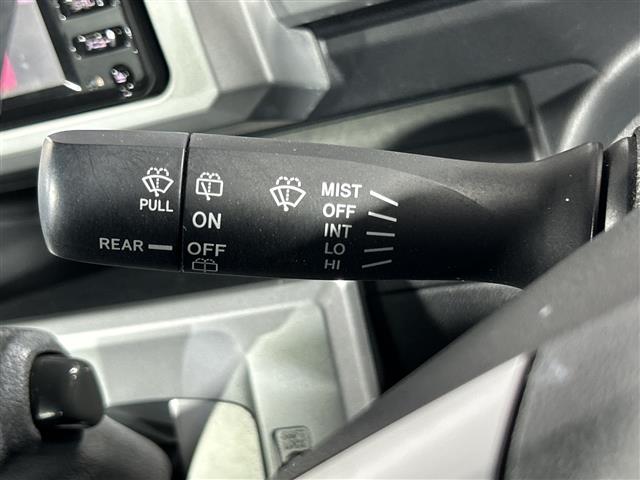 PULL
REAR
ON
OFF
MIST
OFF
INT
LO
HI